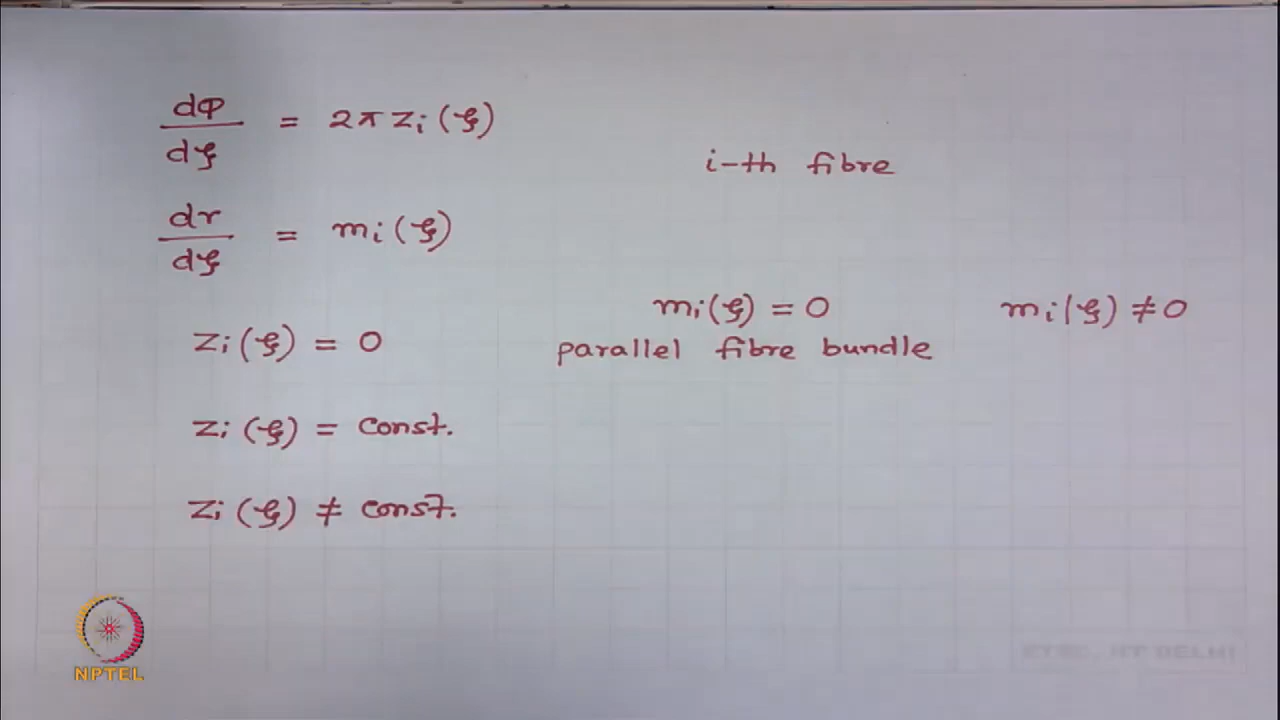 dφ/dξ = 2π zᵢ(ξ)
i-th fibre
dr/dξ = mᵢ(ξ)
mᵢ(ξ) = 0
mᵢ(ξ) ≠ 0
zᵢ(ξ) = 0
parallel fibre bundle
zᵢ(ξ) = const.
zᵢ(ξ) ≠ const.
NPTEL